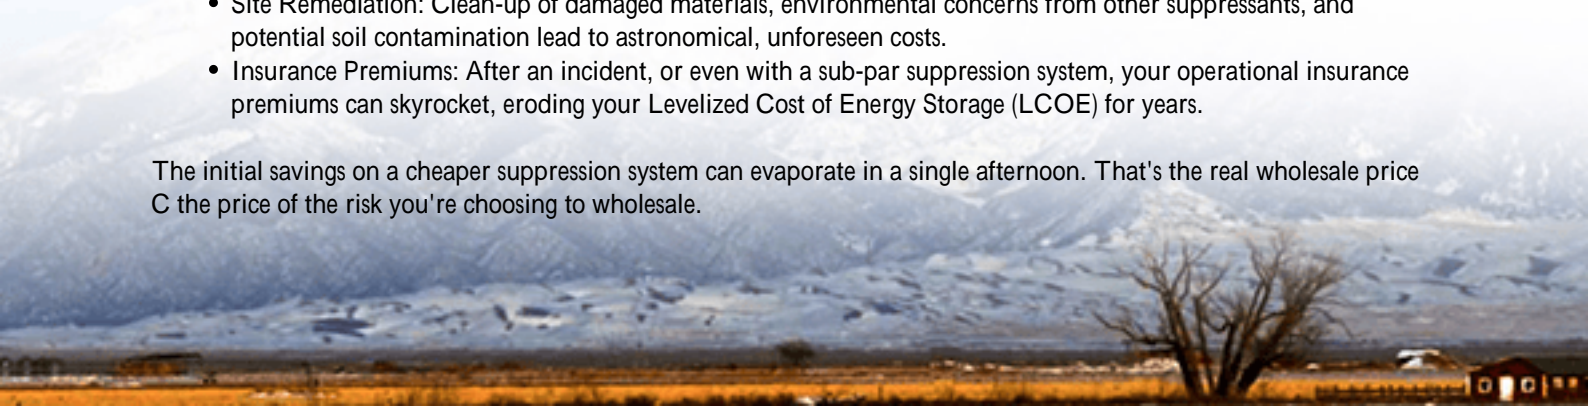 • Site Remediation: Clean-up of damaged materials, environmental concerns from other suppressants, and
potential soil contamination lead to astronomical, unforeseen costs.
• Insurance Premiums: After an incident, or even with a sub-par suppression system, your operational insurance
premiums can skyrocket, eroding your Levelized Cost of Energy Storage (LCOE) for years.
The initial savings on a cheaper suppression system can evaporate in a single afternoon. That's the real wholesale price
C the price of the risk you're choosing to wholesale.